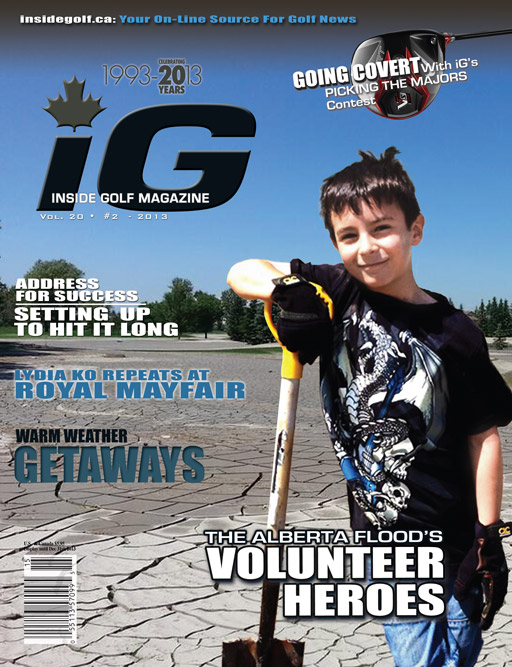 insidegolf.ca: Your On-Line Source For Golf News
1993-2013
CELEBRATING
20
YEARS
GOING COVERT With iG's
PICKING THE MAJORS
Contest
iG
INSIDE GOLF MAGAZINE
VOL. 20 • #2 - 2013
ADDRESS
FOR SUCCESS
SETTING UP
TO HIT IT LONG
LYDIA KO REPEATS AT
ROYAL MAYFAIR
WARM WEATHER
GETAWAYS
THE ALBERTA FLOOD'S
VOLUNTEER
HEROES